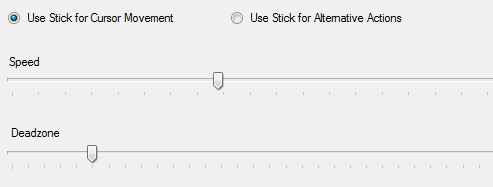 Use Stick for Cursor Movement Use Stick for Alternative Actions
Speed
Deadzone